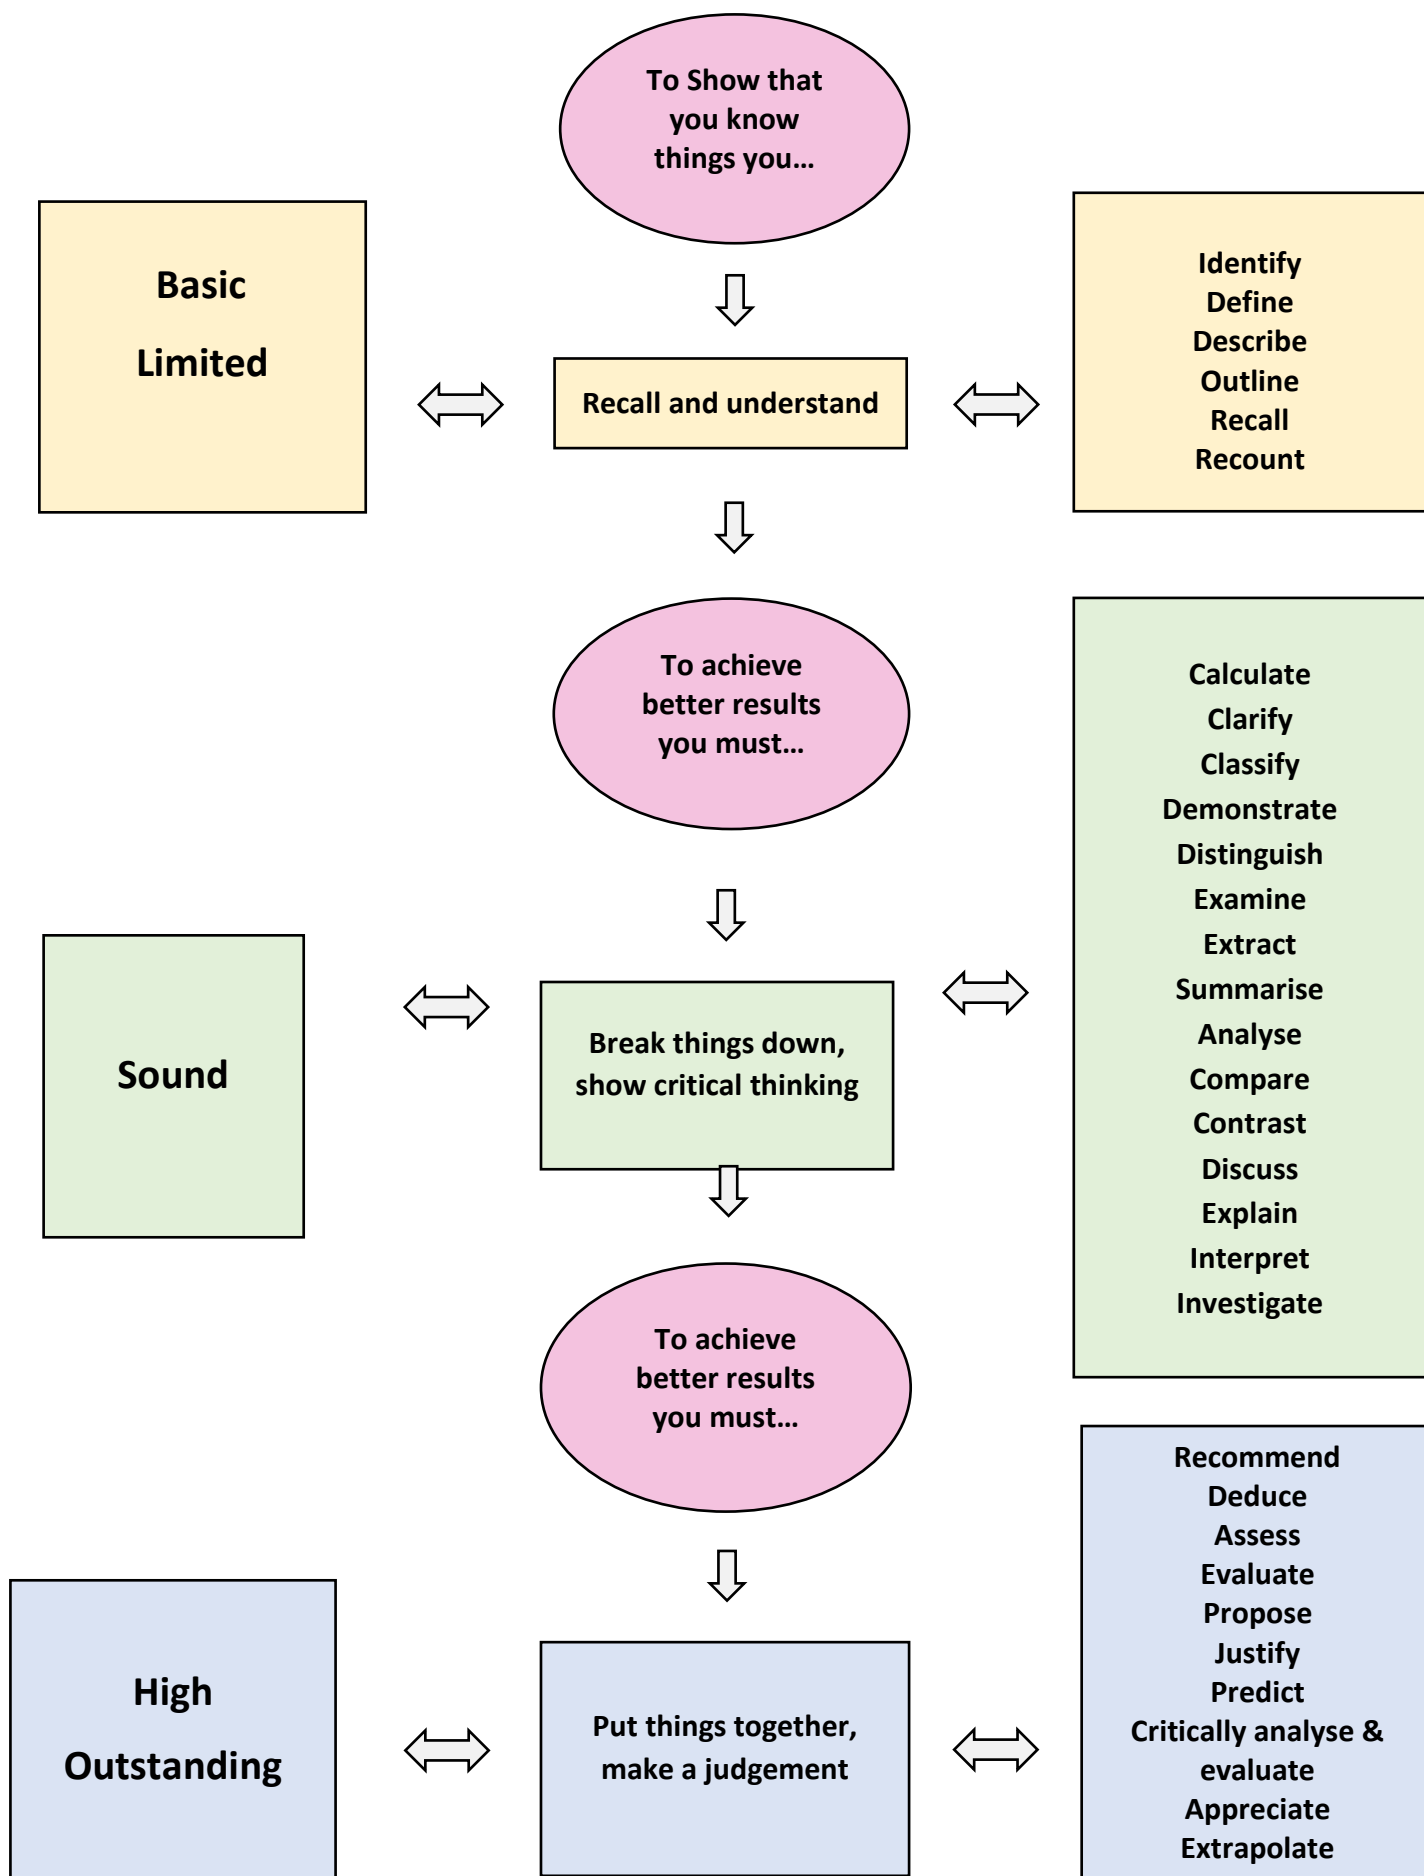 To Show that
you know
things you…
Basic
Limited
Recall and understand
Identify
Define
Describe
Outline
Recall
Recount
To achieve
better results
you must…
Sound
Break things down,
show critical thinking
Calculate
Clarify
Classify
Demonstrate
Distinguish
Examine
Extract
Summarise
Analyse
Compare
Contrast
Discuss
Explain
Interpret
Investigate
To achieve
better results
you must…
High
Outstanding
Put things together,
make a judgement
Recommend
Deduce
Assess
Evaluate
Propose
Justify
Predict
Critically analyse &
evaluate
Appreciate
Extrapolate